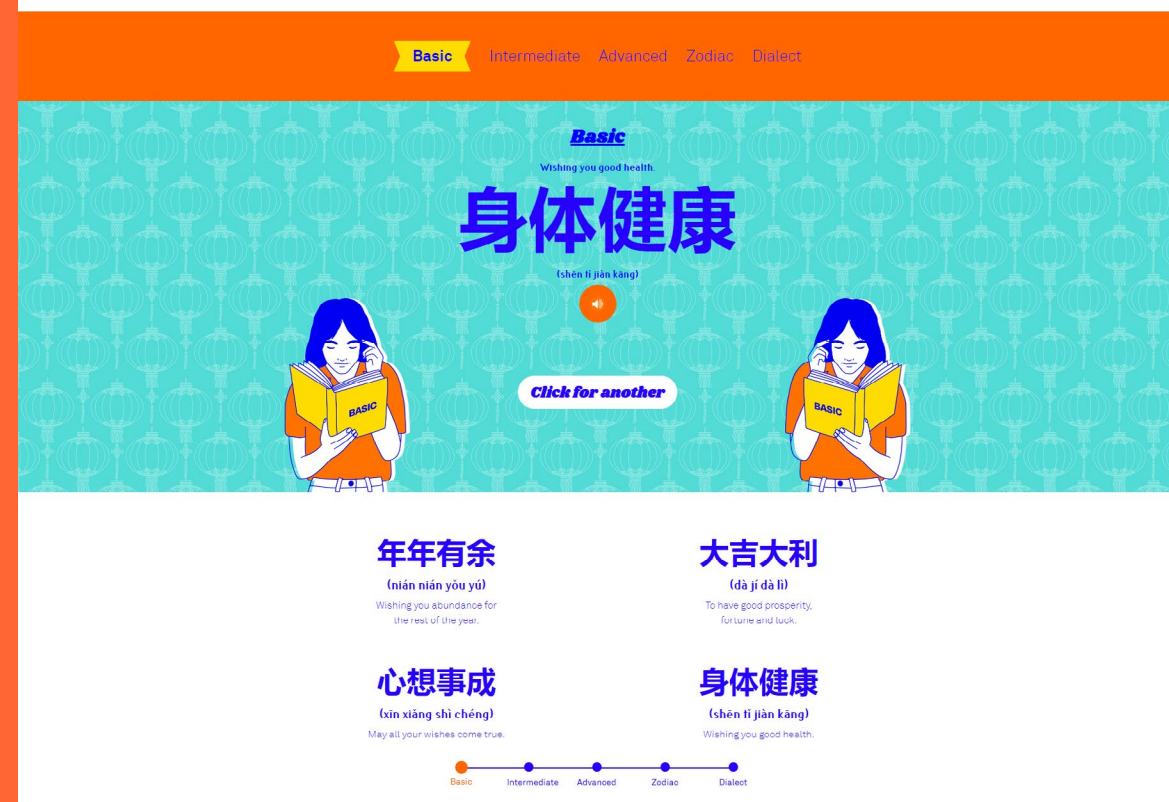 Basic Intermediate Advanced Zodiac Dialect
Basic
Wishing you good health.
身体健康
(shēn tǐ jiàn kāng)
BASIC
BASIC
Click for another
年年有余
(nián nián yǒu yú)
Wishing you abundance for
the rest of the year.
大吉大利
(dà jí dà lì)
To have good prosperity,
fortune and luck.
心想事成
(xīn xiǎng shì chéng)
May all your wishes come true.
身体健康
(shēn tǐ jiàn kāng)
Wishing you good health.
Basic Intermediate Advanced Zodiac Dialect